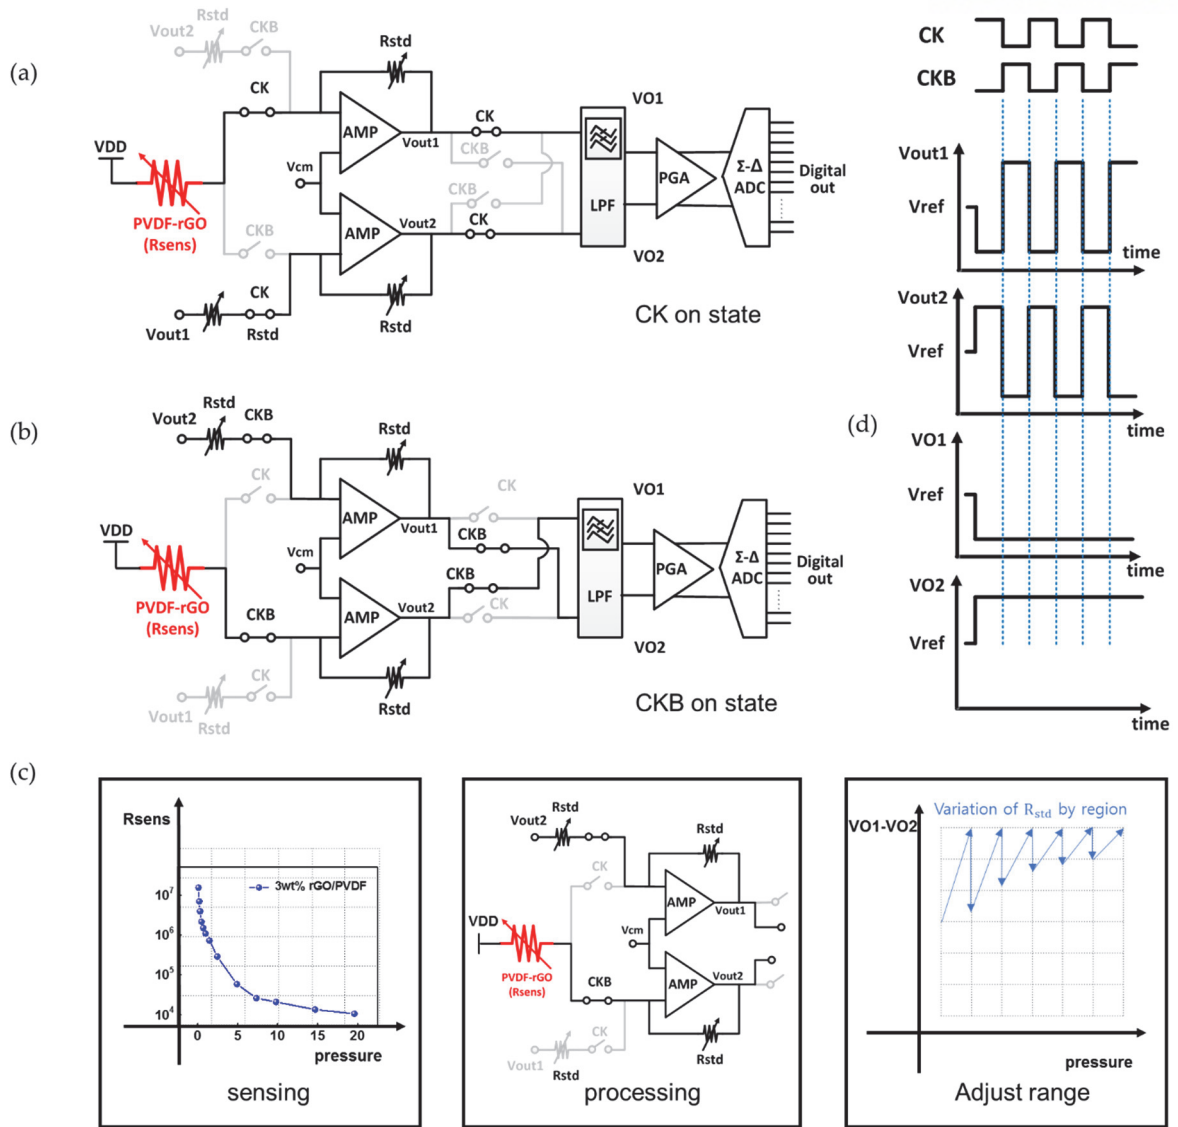 (a)
Vout2
Rstd
CKB
Rstd
CK
AMP
Vout1
CK
VDD
CKB
Vcm
CKB
PVDF-rGO
(Rsens)
CKB
AMP
Vout2
CK
CK
Vout1
Rstd
Rstd
VO1
LPF
VO2
PGA
Σ-Δ
ADC
Digital
out
CK on state
(b)
Vout2
Rstd
CKB
Rstd
CK
AMP
Vout1
CK
VDD
CKB
Vcm
CKB
PVDF-rGO
(Rsens)
CKB
AMP
Vout2
CK
CK
Vout1
Rstd
Rstd
VO1
LPF
VO2
PGA
Σ-Δ
ADC
Digital
out
CKB on state
(d)
CK
CKB
Vout1
Vref
time
Vout2
Vref
time
VO1
Vref
time
VO2
Vref
time
(c)
Rsens
3wt% rGO/PVDF
10⁷
10⁶
10⁵
10⁴
0 5 10 15 20
pressure
sensing
Rstd
Vout2
Rstd
CK
AMP
Vout1
VDD
Vcm
PVDF-rGO
(Rsens)
CKB
AMP
Vout2
CK
Vout1
Rstd
Rstd
processing
Variation of Rstd by region
VO1-VO2
pressure
Adjust range